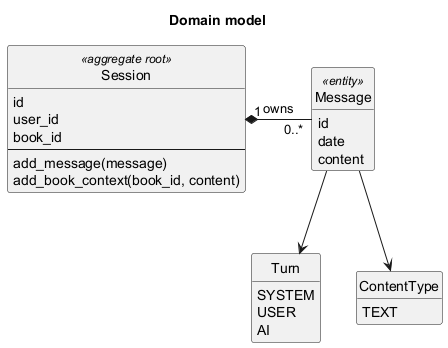 Domain model
«aggregate root»
Session
id
user_id
book_id
add_message(message)
add_book_context(book_id, content)
1
owns
0..*
«entity»
Message
id
date
content
Turn
SYSTEM
USER
AI
ContentType
TEXT